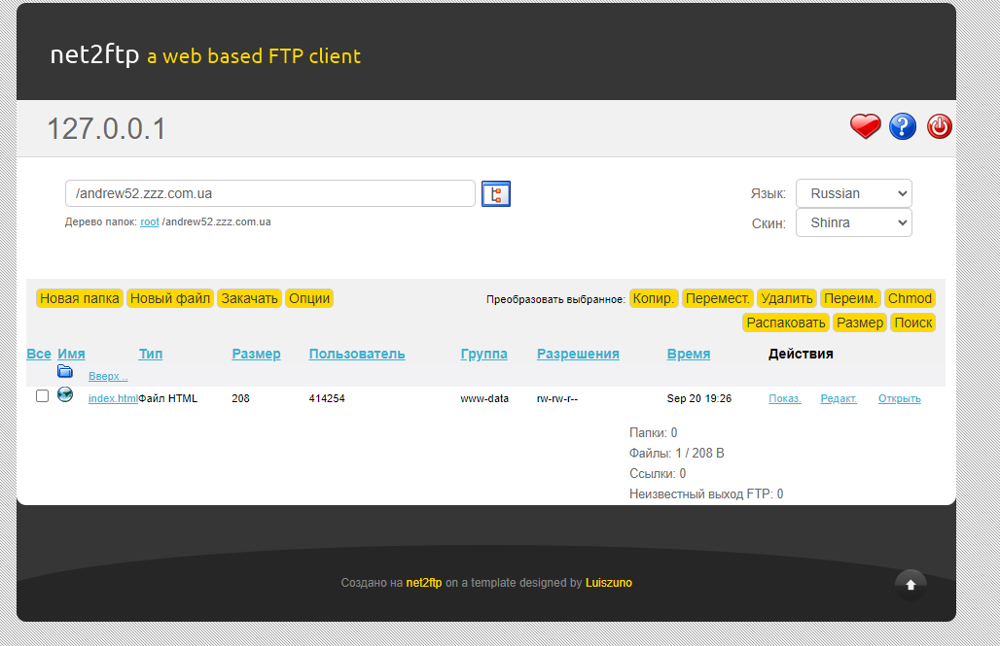 net2ftp a web based FTP client
127.0.0.1
/andrew52.zzz.com.ua
Язык: Russian
Дерево папок: root /andrew52.zzz.com.ua
Скин: Shinra
Новая папка Новый файл Закачать Опции Преобразовать выбранное: Копир. Перемест. Удалить Переим. Chmod
Распаковать Размер Поиск
Все Имя Тип Размер Пользователь Группа Разрешения Время Действия
Вверх ..
index.html Файл HTML 208 414254 www-data rw-rw-r-- Sep 20 19:26 Показ. Редакт. Открыть
Папки: 0
Файлы: 1 / 208 B
Ссылки: 0
Неизвестный выход FTP: 0
Создано на net2ftp on a template designed by Luiszuno